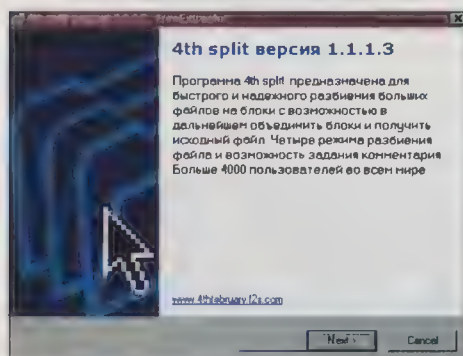 4th split версия 1.1.1.3
Программа 4th split предназначена для
быстрого и надежного разбиения больших
файлов на блоки с возможностью в
дальнейшем объединить блоки и получить
исходный файл. Четыре режима разбиения
файла и возможность задания комментария
Больше 4000 пользователей во всем мире
www.4thfebruary.f2s.com
Next >
Cancel